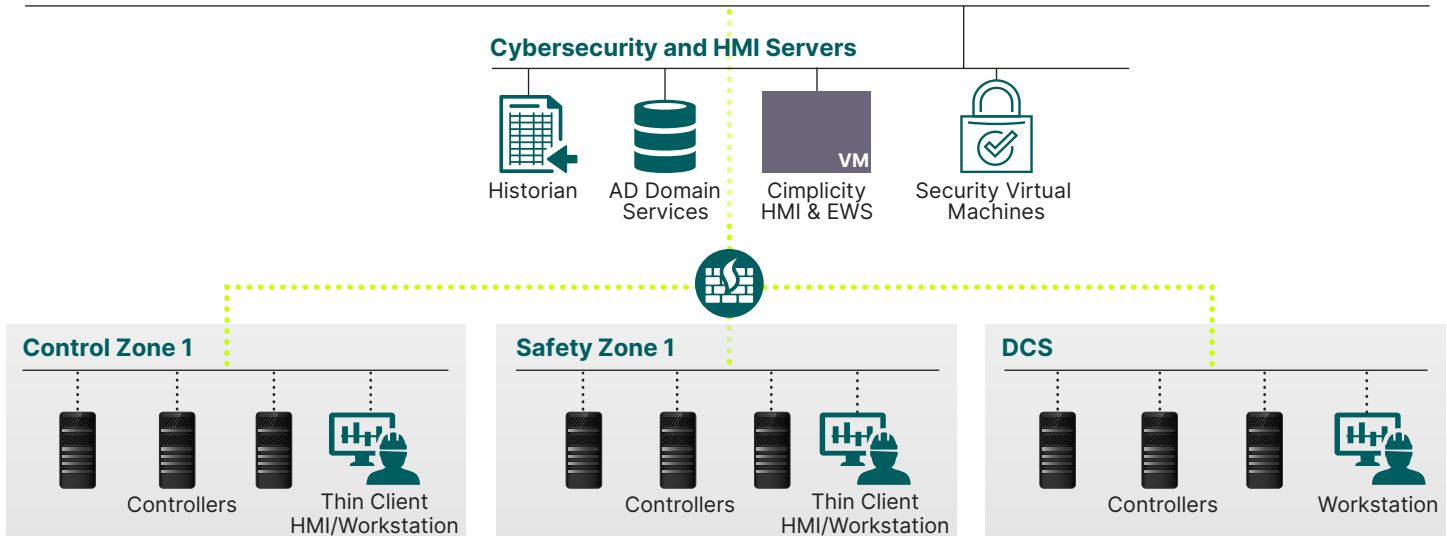 Cybersecurity and HMI Servers
VM
Historian
AD Domain
Services
Cimplicity
HMI & EWS
Security Virtual
Machines
Control Zone 1
Controllers
Thin Client
HMI/Workstation
Safety Zone 1
Controllers
Thin Client
HMI/Workstation
DCS
Controllers
Workstation